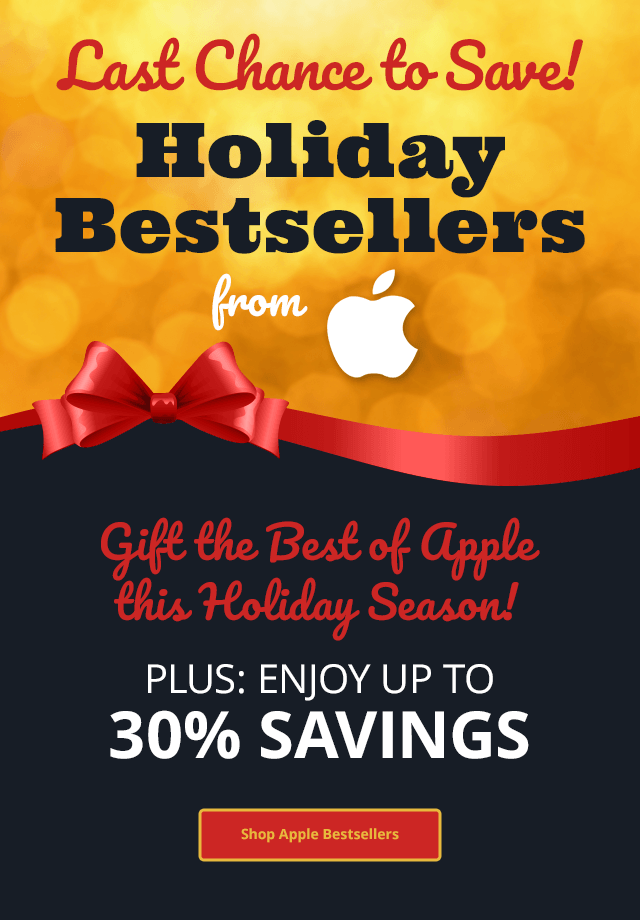 Last Chance to Save!
Holiday
Bestsellers
from
Gift the Best of Apple
this Holiday Season!
PLUS: ENJOY UP TO
30% SAVINGS
Shop Apple Bestsellers